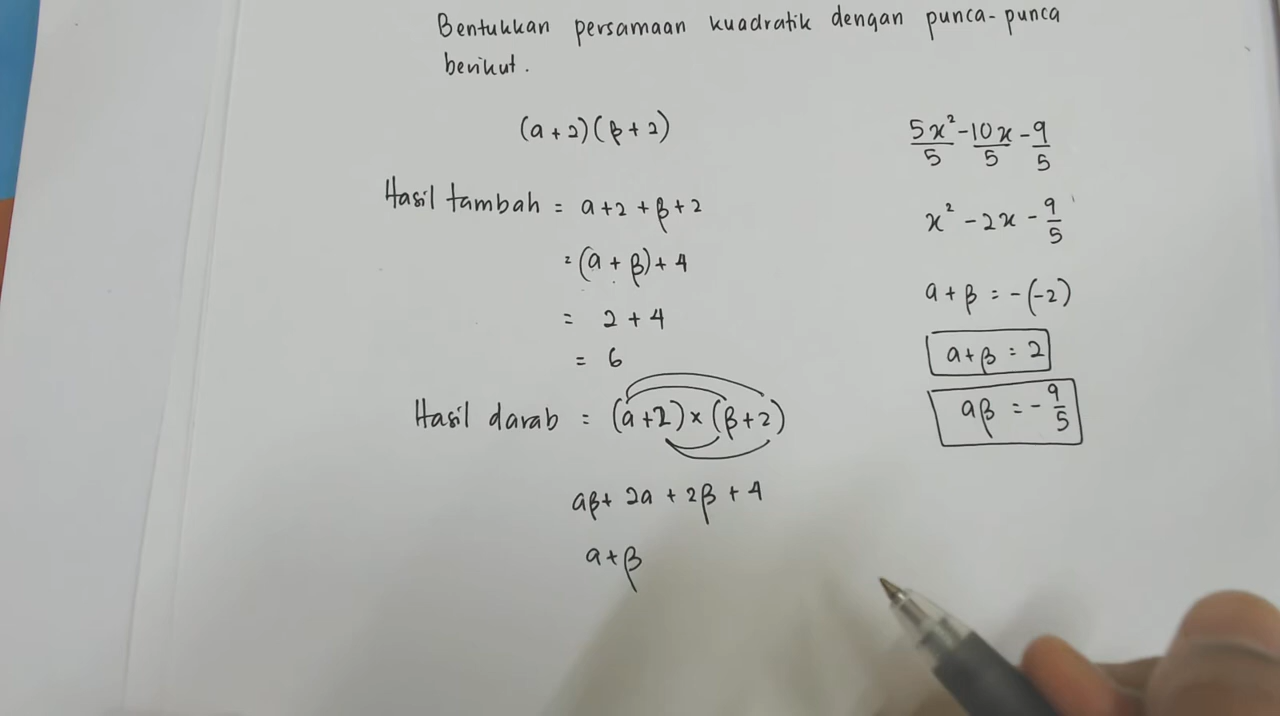 Bentukkan persamaan kuadratik dengan punca-punca
berikut.
(α+2)(β+2)
Hasil tambah = α+2+β+2
=(α+β)+4
= 2+4
= 6
Hasil darab = (α+2)×(β+2)
αβ+2α+2β+4
α+β
5x²/5 - 10x/5 - 9/5
x² - 2x - 9/5
α+β = -(-2)
α+β = 2
αβ = -9/5